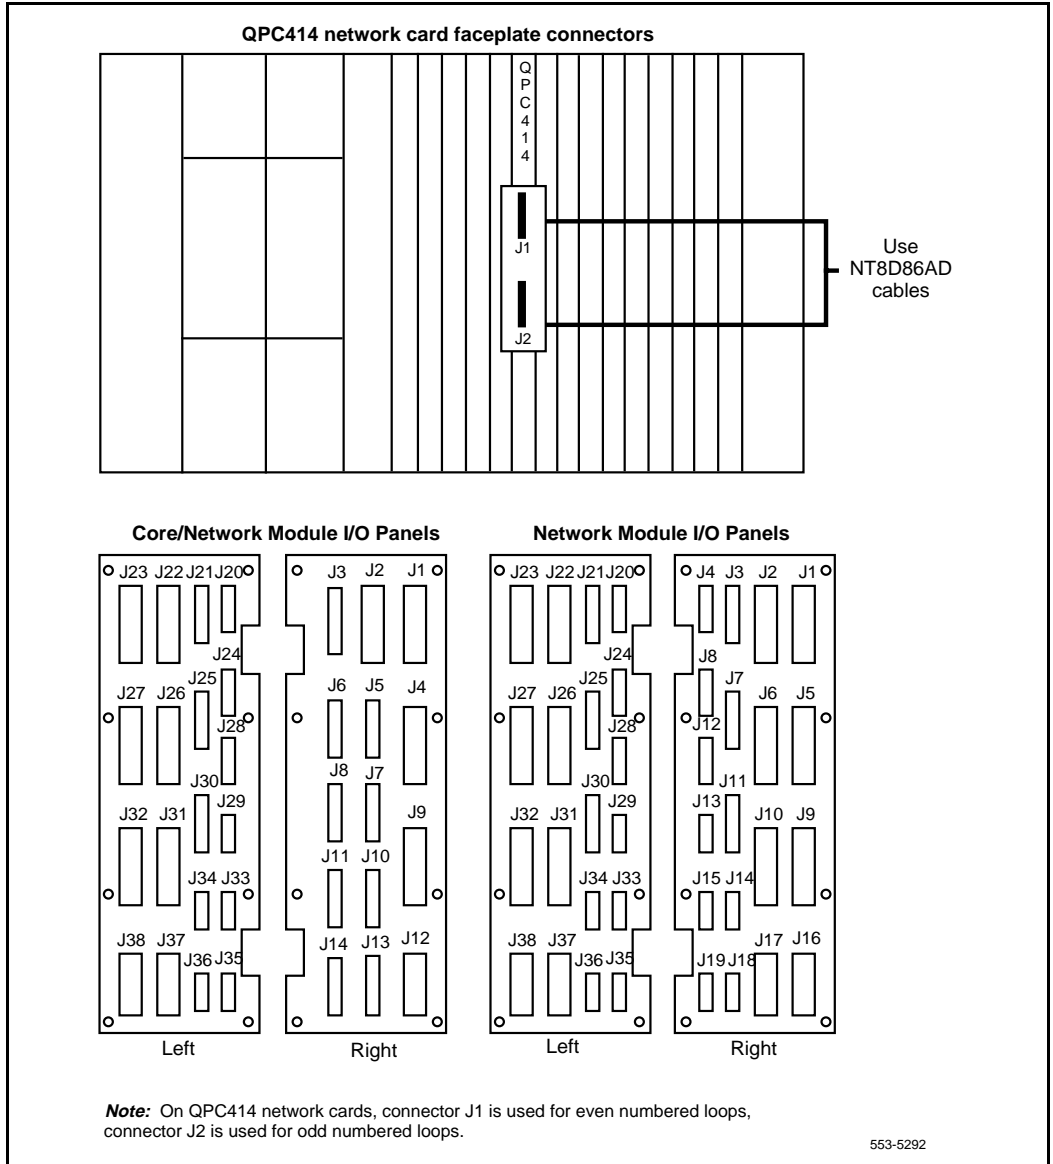 QPC414 network card faceplate connectors
Q
P
C
4
1
4
J1
J2
Use
NT8D86AD
cables
Core/Network Module I/O Panels
J23 J22 J21 J20
J24
J25
J27 J26
J28
J30
J29
J32 J31
J34 J33
J38 J37
J36 J35
Left
J3 J2 J1
J6 J5 J4
J8 J7
J9
J11 J10
J14 J13 J12
Right
Network Module I/O Panels
J23 J22 J21 J20
J24
J25
J27 J26
J28
J30
J29
J32 J31
J34 J33
J38 J37
J36 J35
Left
J4 J3 J2 J1
J8
J7
J6 J5
J12
J11
J13
J10 J9
J15 J14
J17 J16
J19 J18
Right
Note: On QPC414 network cards, connector J1 is used for even numbered loops,
connector J2 is used for odd numbered loops.
553-5292